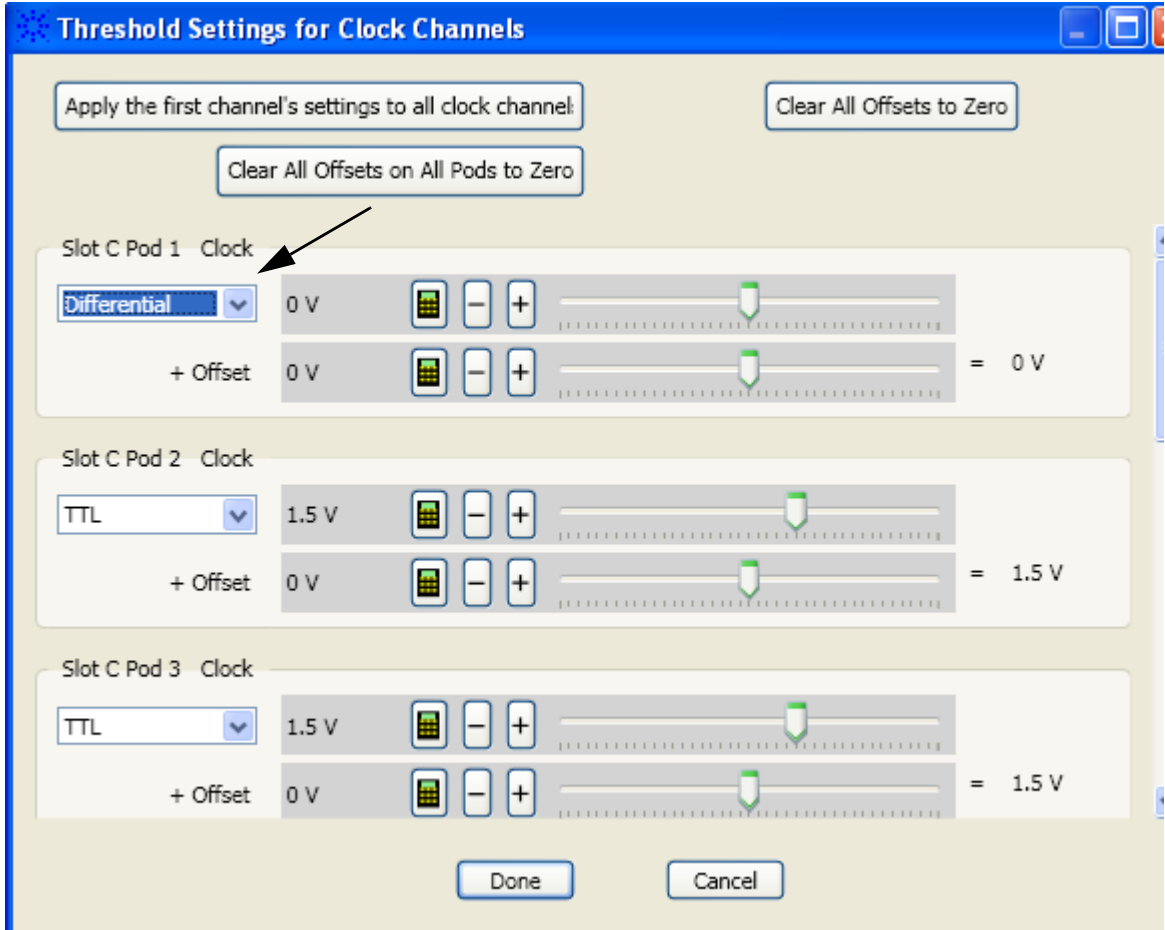 Threshold Settings for Clock Channels
Apply the first channel's settings to all clock channel
Clear All Offsets to Zero
Clear All Offsets on All Pods to Zero
Slot C Pod 1 Clock
Differential 0 V - +
+ Offset 0 V - + = 0 V
Slot C Pod 2 Clock
TTL 1.5 V - +
+ Offset 0 V - + = 1.5 V
Slot C Pod 3 Clock
TTL 1.5 V - +
+ Offset 0 V - + = 1.5 V
Done Cancel